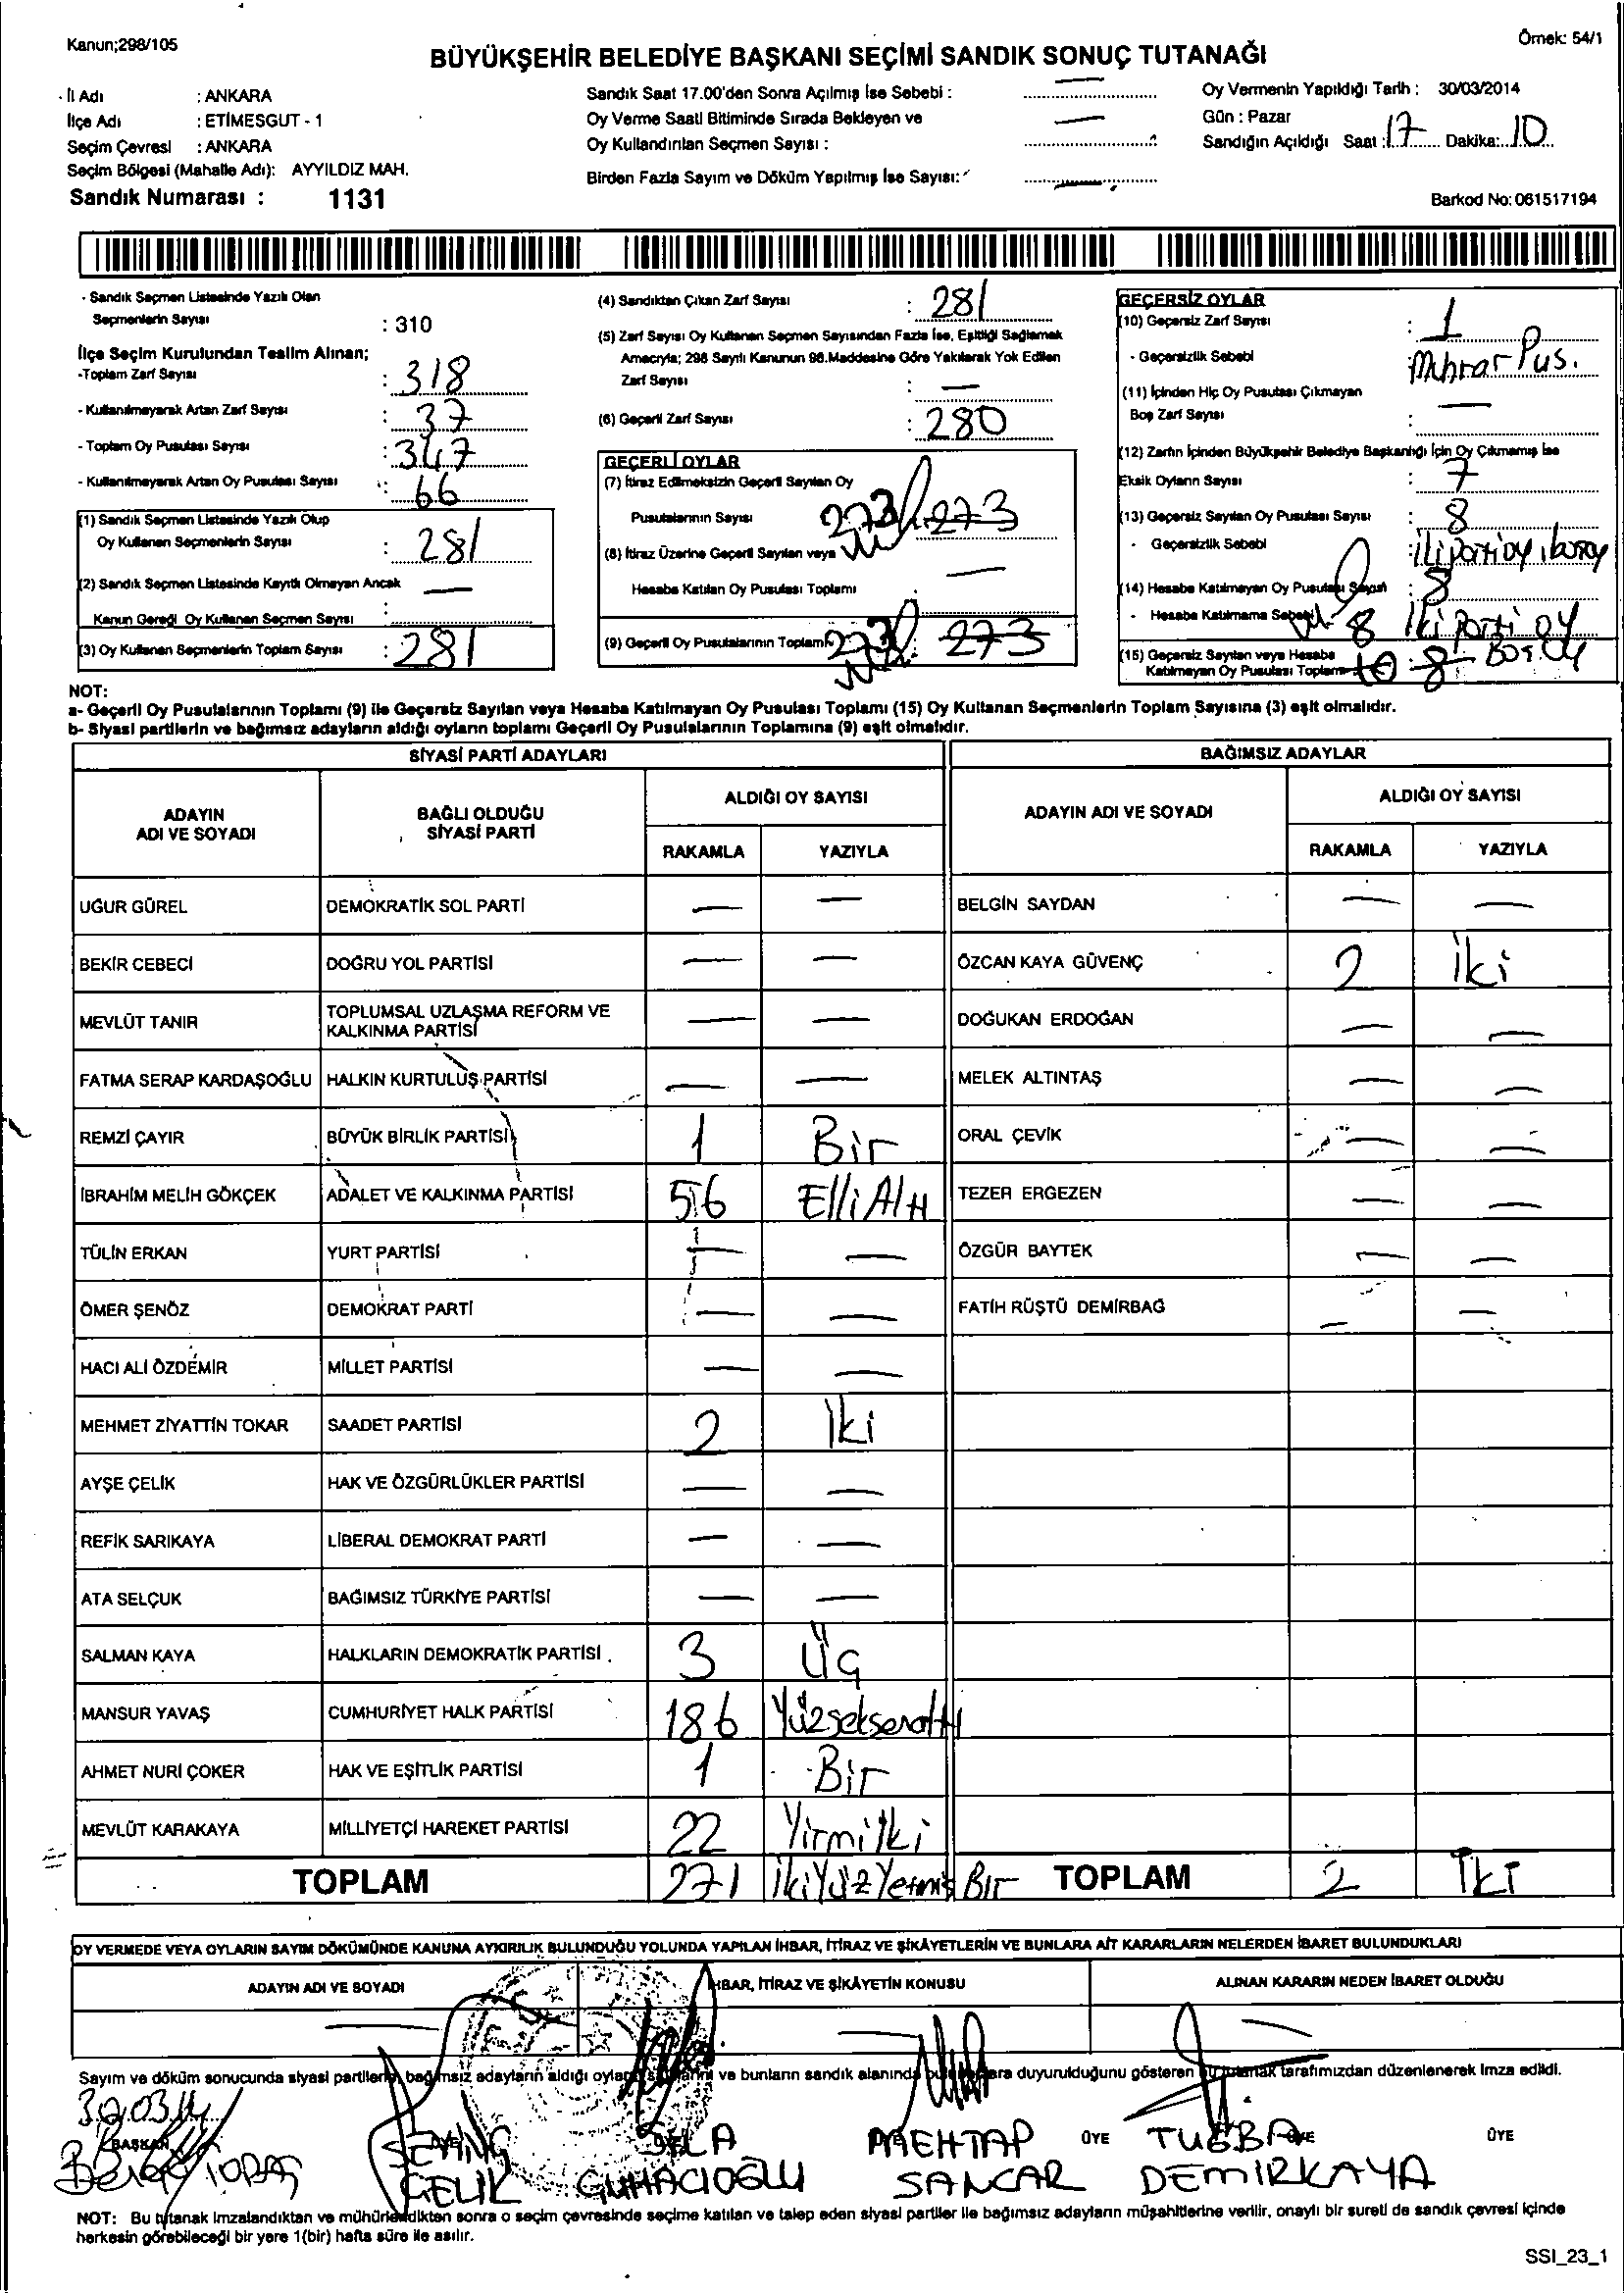 Kanun;298/105
Örnek: 54/1
BÜYÜKŞEHİR BELEDİYE BAŞKANI SEÇİMİ SANDIK SONUÇ TUTANAĞI
İl Adı : ANKARA
İlçe Adı : ETİMESGUT - 1
Seçim Çevresi : ANKARA
Seçim Bölgesi (Mahalle Adı): AYYILDIZ MAH.
Sandık Numarası : 1131
Sandık Saat 17.00'den Sonra Açılmış İse Sebebi : —
Oy Verme Saati Bitiminde Sırada Bekleyen ve
Oy Kullandırılan Seçmen Sayısı : —
Birden Fazla Sayım ve Döküm Yapılmış İse Sayısı: —
Oy Vermenin Yapıldığı Tarih : 30/03/2014
Gün : Pazar
Sandığın Açıldığı Saat : 17 Dakika: 10
Barkod No: 061517194
- Sandık Seçmen Listesinde Yazılı Olan
Seçmenlerin Sayısı : 310
İlçe Seçim Kurulundan Teslim Alınan;
-Toplam Zarf Sayısı : 318
- Kullanılmayarak Artan Zarf Sayısı : 37
- Toplam Oy Pusulası Sayısı : 347
- Kullanılmayarak Artan Oy Pusulası Sayısı : 66
(1) Sandık Seçmen Listesinde Yazılı Olup
Oy Kullanan Seçmenlerin Sayısı : 281
(2) Sandık Seçmen Listesinde Kayıtlı Olmayan Ancak
Kanun Gereği Oy Kullanan Seçmen Sayısı : —
(3) Oy Kullanan Seçmenlerin Toplam Sayısı : 281
(4) Sandıktan Çıkan Zarf Sayısı : 281
(5) Zarf Sayısı Oy Kullanan Seçmen Sayısından Fazla İse, Eşitliği Sağlamak
Amacıyla; 298 Sayılı Kanunun 98.Maddesine Göre Yakılarak Yok Edilen
Zarf Sayısı : —
(6) Geçerli Zarf Sayısı : 280
GEÇERLİ OYLAR
(7) İtiraz Edilmeksizin Geçerli Sayılan Oy
Pusulalarının Sayısı 273 273
(8) İtiraz Üzerine Geçerli Sayılan veya
Hesaba Katılan Oy Pusulası Toplamı —
(9) Geçerli Oy Pusulalarının Toplamı 273 273
GEÇERSİZ OYLAR
(10) Geçersiz Zarf Sayısı : 1
- Geçersizlik Sebebi Mührar Pus.
(11) İçinden Hiç Oy Pusulası Çıkmayan
Boş Zarf Sayısı : —
(12) Zarfın İçinden Büyükşehir Belediye Başkanlığı İçin Oy Çıkmamış İse
Eksik Oyların Sayısı : 7
(13) Geçersiz Sayılan Oy Pusulası Sayısı : 8
- Geçersizlik Sebebi :
(14) Hesaba Katılmayan Oy Pusulası Sayısı : 8
- Hesaba Katılmama Sebebi 8 İki parti oy
(15) Geçersiz Sayılan veya Hesaba
Katılmayan Oy Pusulası Toplamı 8 Boş oy
NOT:
a- Geçerli Oy Pusulalarının Toplamı (9) ile Geçersiz Sayılan veya Hesaba Katılmayan Oy Pusulası Toplamı (15) Oy Kullanan Seçmenlerin Toplam Sayısına (3) eşit olmalıdır.
b- Siyasi partilerin ve bağımsız adayların aldığı oyların toplamı Geçerli Oy Pusulalarının Toplamına (9) eşit olmalıdır.
SİYASİ PARTİ ADAYLARI BAĞIMSIZ ADAYLAR
ADAYIN ADI VE SOYADI BAĞLI OLDUĞU SİYASİ PARTİ ALDIĞI OY SAYISI ADAYIN ADI VE SOYADI ALDIĞI OY SAYISI
RAKAMLA YAZIYLA RAKAMLA YAZIYLA
UĞUR GÜREL DEMOKRATİK SOL PARTİ — — BELGİN SAYDAN — —
BEKİR CEBECİ DOĞRU YOL PARTİSİ — — ÖZCAN KAYA GÜVENÇ 2 İki
MEVLÜT TANIR TOPLUMSAL UZLAŞMA REFORM VE KALKINMA PARTİSİ — — DOĞUKAN ERDOĞAN — —
FATMA SERAP KARDAŞOĞLU HALKIN KURTULUŞ PARTİSİ — — MELEK ALTINTAŞ — —
REMZİ ÇAYIR BÜYÜK BİRLİK PARTİSİ 1 Bir ORAL ÇEVİK — —
İBRAHİM MELİH GÖKÇEK ADALET VE KALKINMA PARTİSİ 56 Elli Altı TEZER ERGEZEN — —
TÜLİN ERKAN YURT PARTİSİ — — ÖZGÜR BAYTEK — —
ÖMER ŞENÖZ DEMOKRAT PARTİ — — FATİH RÜŞTÜ DEMİRBAĞ — —
HACI ALİ ÖZDEMİR MİLLET PARTİSİ — —
MEHMET ZİYATTİN TOKAR SAADET PARTİSİ 2 İki
AYŞE ÇELİK HAK VE ÖZGÜRLÜKLER PARTİSİ — —
REFİK SARIKAYA LİBERAL DEMOKRAT PARTİ — —
ATA SELÇUK BAĞIMSIZ TÜRKİYE PARTİSİ — —
SALMAN KAYA HALKLARIN DEMOKRATİK PARTİSİ 3 Üç
MANSUR YAVAŞ CUMHURİYET HALK PARTİSİ 186 Yüzseksenaltı
AHMET NURİ ÇOKER HAK VE EŞİTLİK PARTİSİ 1 Bir
MEVLÜT KARAKAYA MİLLİYETÇİ HAREKET PARTİSİ 22 Yirmi İki
TOPLAM 271 İkiYüzYetmiş Bir TOPLAM 2 İki
OY VERMEDE VEYA OYLARIN SAYIM DÖKÜMÜNDE KANUNA AYKIRILIK BULUNDUĞU YOLUNDA YAPILAN İHBAR, İTİRAZ VE ŞİKÂYETLERİN VE BUNLARA AİT KARARLARIN NELERDEN İBARET BULUNDUKLARI
ADAYIN ADI VE SOYADI İHBAR, İTİRAZ VE ŞİKÂYETİN KONUSU ALINAN KARARIN NEDEN İBARET OLDUĞU
Sayım ve döküm sonucunda siyasi partilerin, bağımsız adayların aldığı oyların sayılarını ve bunların sandık alanında bulunanlara duyurulduğunu gösteren bu tutanak tarafımızdan düzenlenerek imza edildi.
30.03.14
BAŞKAN ÜYE MEHTAP ÜYE TUĞBA ÜYE ÜYE
ÇELİK SANCAR DEMİRKAYA
NOT: Bu tutanak imzalandıktan ve mühürlendikten sonra o seçim çevresinde seçime katılan ve talep eden siyasi partiler ile bağımsız adayların müşahitlerine verilir, onaylı bir sureti de sandık çevresi içinde
herkesin görebileceği bir yere 1(bir) hafta süre ile asılır.
SSI_23_1